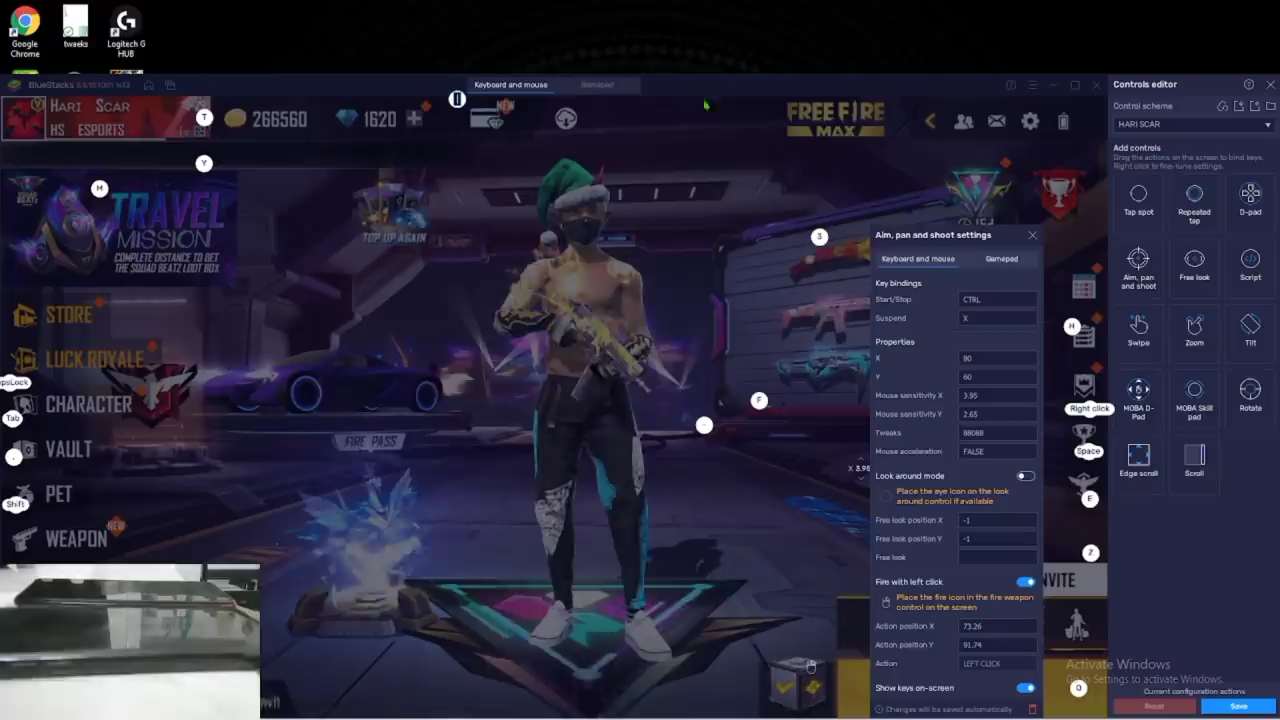 Google
Chrome
twaeks
Logitech G
HUB
BlueStacks
Keyboard and mouse
Gamepad
Controls editor
Control scheme
HARI SCAR
Add controls
Drag the actions on the screen to bind keys.
Right click to fine-tune settings.
Tap spot
Repeated
tap
D-pad
Aim, pan
and shoot
Free look
Script
Swipe
Zoom
Tilt
MOBA D-
Pad
MOBA Skill
pad
Rotate
Edge scroll
Scroll
Activate Windows
Go to Settings to activate Windows.
Current configuration actions
Reset
Save
HARI SCAR
HS ESPORTS
V
T
266560
1620
NEW
FREE FIRE
MAX
Y
M
TRAVEL
MISSION
COMPLETE DISTANCE TO GET
THE SQUAD BEATZ LOOT BOX
TOP UP AGAIN
STORE
LUCK ROYALE
CHARACTER
VAULT
PET
WEAPON
NEW
psLock
Tab
Shift
FIRE PASS
3
F
X 3.95
H
Right click
Space
E
Z
NVITE
Q
Aim, pan and shoot settings
Keyboard and mouse
Gamepad
Key bindings
Start/Stop CTRL
Suspend X
Properties
X 80
Y 60
Mouse sensitivity X 3.95
Mouse sensitivity Y 2.65
Tweaks 88088
Mouse acceleration FALSE
Look around mode
Place the eye icon on the look
around control if available
Free look position X -1
Free look position Y -1
Free look
Fire with left click
Place the fire icon in the fire weapon
control on the screen
Action position X 73.26
Action position Y 91.74
Action LEFT CLICK
Show keys on-screen
Changes will be saved automatically